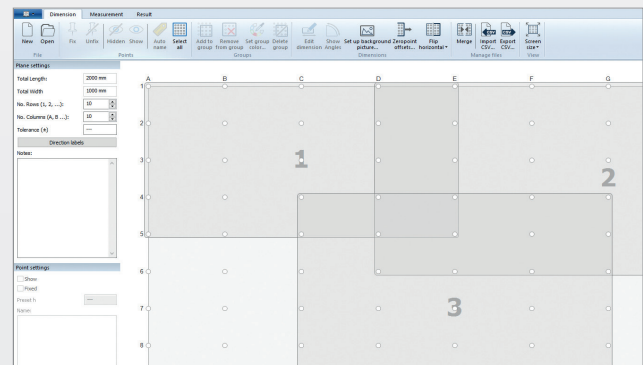 Dimension Measurement Result
New Open Fix Unfix Hidden Show Auto name Select all Add to group Remove from group Set group color... Delete group Edit dimension Show Angles Set up background picture... Zeropoint offsets... Flip horizontal Merge Import CSV... Export CSV... Screen size
File Points Groups Dimensions Manage files View
Plane settings
Total Length: 2000 mm
Total Width 1000 mm
No. Rows (1, 2, ...): 10
No. Columns (A, B ...): 10
Tolerance (±) ---
Direction labels
Notes:
Point settings
Show
Fixed
Preset h ---
Name:
A B C D E F G
1
2
3
4
5
6
7
8
1
2
3